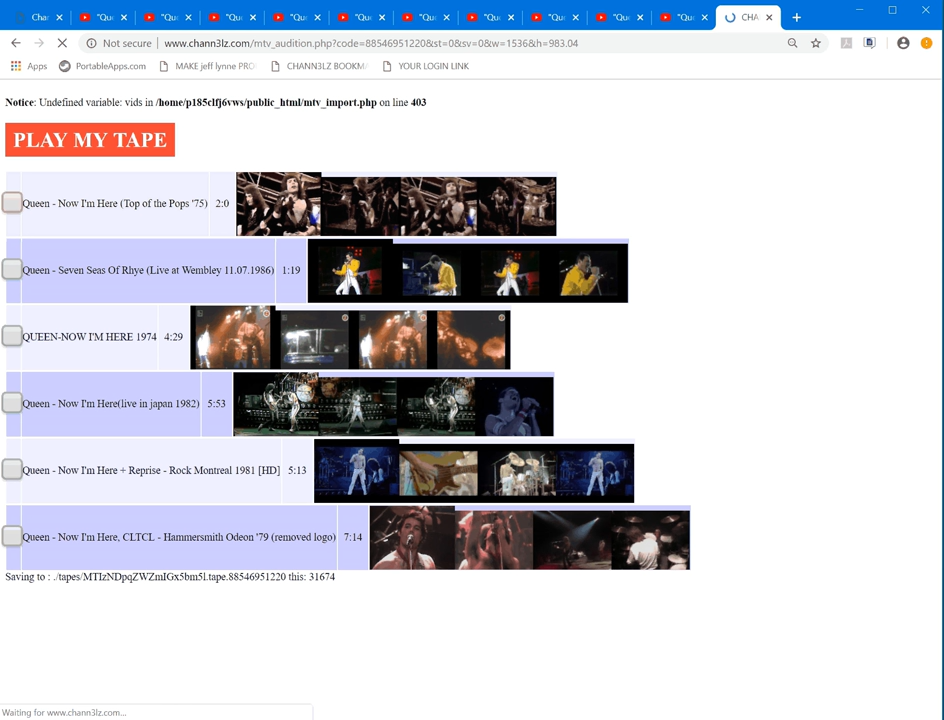 Chan
"Qu
"Qu
"Qu
"Qu
"Qu
"Qu
"Qu
"Qu
"Qu
"Qu
CHA
Not secure | www.chann3lz.com/mtv_audition.php?code=88546951220&st=0&sv=0&w=1536&h=983.04
Apps PortableApps.com MAKE jeff lynne PRO CHANN3LZ BOOKMA YOUR LOGIN LINK
Notice: Undefined variable: vids in /home/p185clfj6vws/public_html/mtv_import.php on line 403
PLAY MY TAPE
Queen - Now I'm Here (Top of the Pops '75) 2:0
Queen - Seven Seas Of Rhye (Live at Wembley 11.07.1986) 1:19
QUEEN-NOW I'M HERE 1974 4:29
Queen - Now I'm Here(live in japan 1982) 5:53
Queen - Now I'm Here + Reprise - Rock Montreal 1981 [HD] 5:13
Queen - Now I'm Here, CLTCL - Hammersmith Odeon '79 (removed logo) 7:14
Saving to : ./tapes/MTIzNDpqZWZmIGx5bm5l.tape.88546951220 this: 31674
Waiting for www.chann3lz.com...